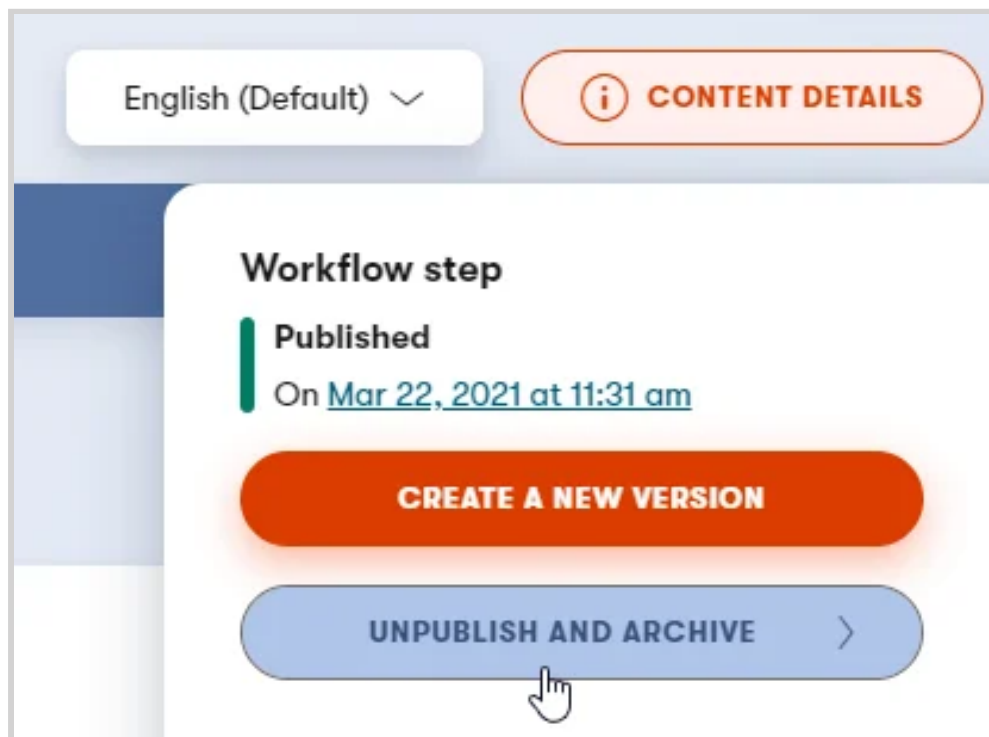 English (Default)
CONTENT DETAILS
Workflow step
Published
On Mar 22, 2021 at 11:31 am
CREATE A NEW VERSION
UNPUBLISH AND ARCHIVE